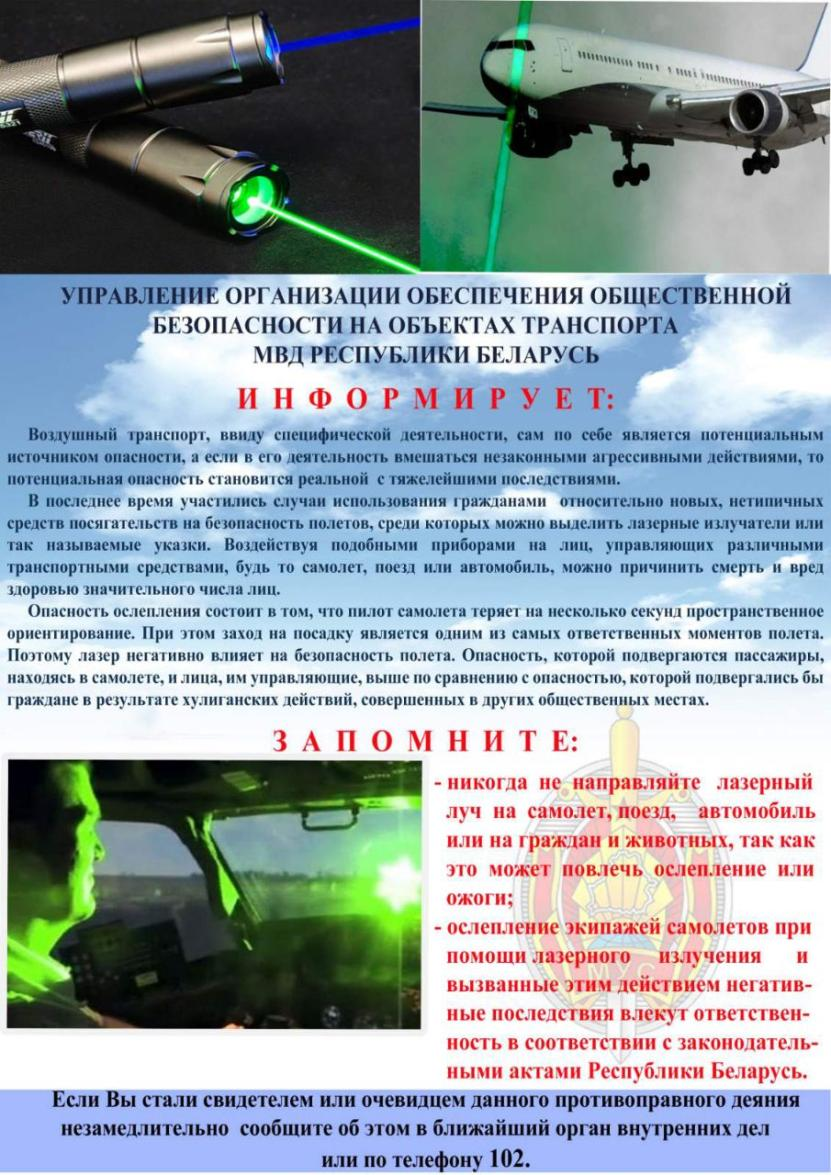 УПРАВЛЕНИЕ ОРГАНИЗАЦИИ ОБЕСПЕЧЕНИЯ ОБЩЕСТВЕННОЙ
БЕЗОПАСНОСТИ НА ОБЪЕКТАХ ТРАНСПОРТА
МВД РЕСПУБЛИКИ БЕЛАРУСЬ
И Н Ф О Р М И Р У Е Т:
Воздушный транспорт, ввиду специфической деятельности, сам по себе является потенциальным
источником опасности, а если в его деятельность вмешаться незаконными агрессивными действиями, то
потенциальная опасность становится реальной с тяжелейшими последствиями.
В последнее время участились случаи использования гражданами относительно новых, нетипичных
средств посягательств на безопасность полетов, среди которых можно выделить лазерные излучатели или
так называемые указки. Воздействуя подобными приборами на лиц, управляющих различными
транспортными средствами, будь то самолет, поезд или автомобиль, можно причинить смерть и вред
здоровью значительного числа лиц.
Опасность ослепления состоит в том, что пилот самолета теряет на несколько секунд пространственное
ориентирование. При этом заход на посадку является одним из самых ответственных моментов полета.
Поэтому лазер негативно влияет на безопасность полета. Опасность, которой подвергаются пассажиры,
находясь в самолете, и лица, им управляющие, выше по сравнению с опасностью, которой подвергались бы
граждане в результате хулиганских действий, совершенных в других общественных местах.
З А П О М Н И Т Е:
- никогда не направляйте лазерный
луч на самолет, поезд, автомобиль
или на граждан и животных, так как
это может повлечь ослепление или
ожоги;
- ослепление экипажей самолетов при
помощи лазерного излучения и
вызванные этим действием негатив-
ные последствия влекут ответствен-
ность в соответствии с законодатель-
ными актами Республики Беларусь.
МУС
Если Вы стали свидетелем или очевидцем данного противоправного деяния
незамедлительно сообщите об этом в ближайший орган внутренних дел
или по телефону 102.